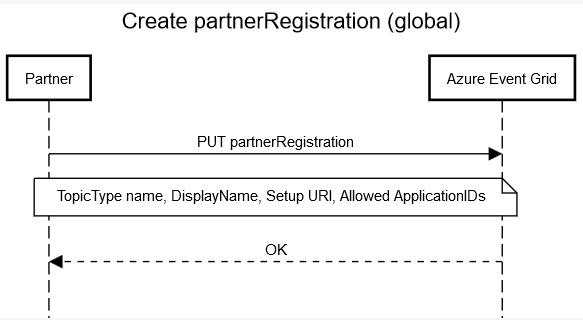 Create partnerRegistration (global)
Partner
Azure Event Grid
PUT partnerRegistration
TopicType name, DisplayName, Setup URI, Allowed ApplicationIDs
OK